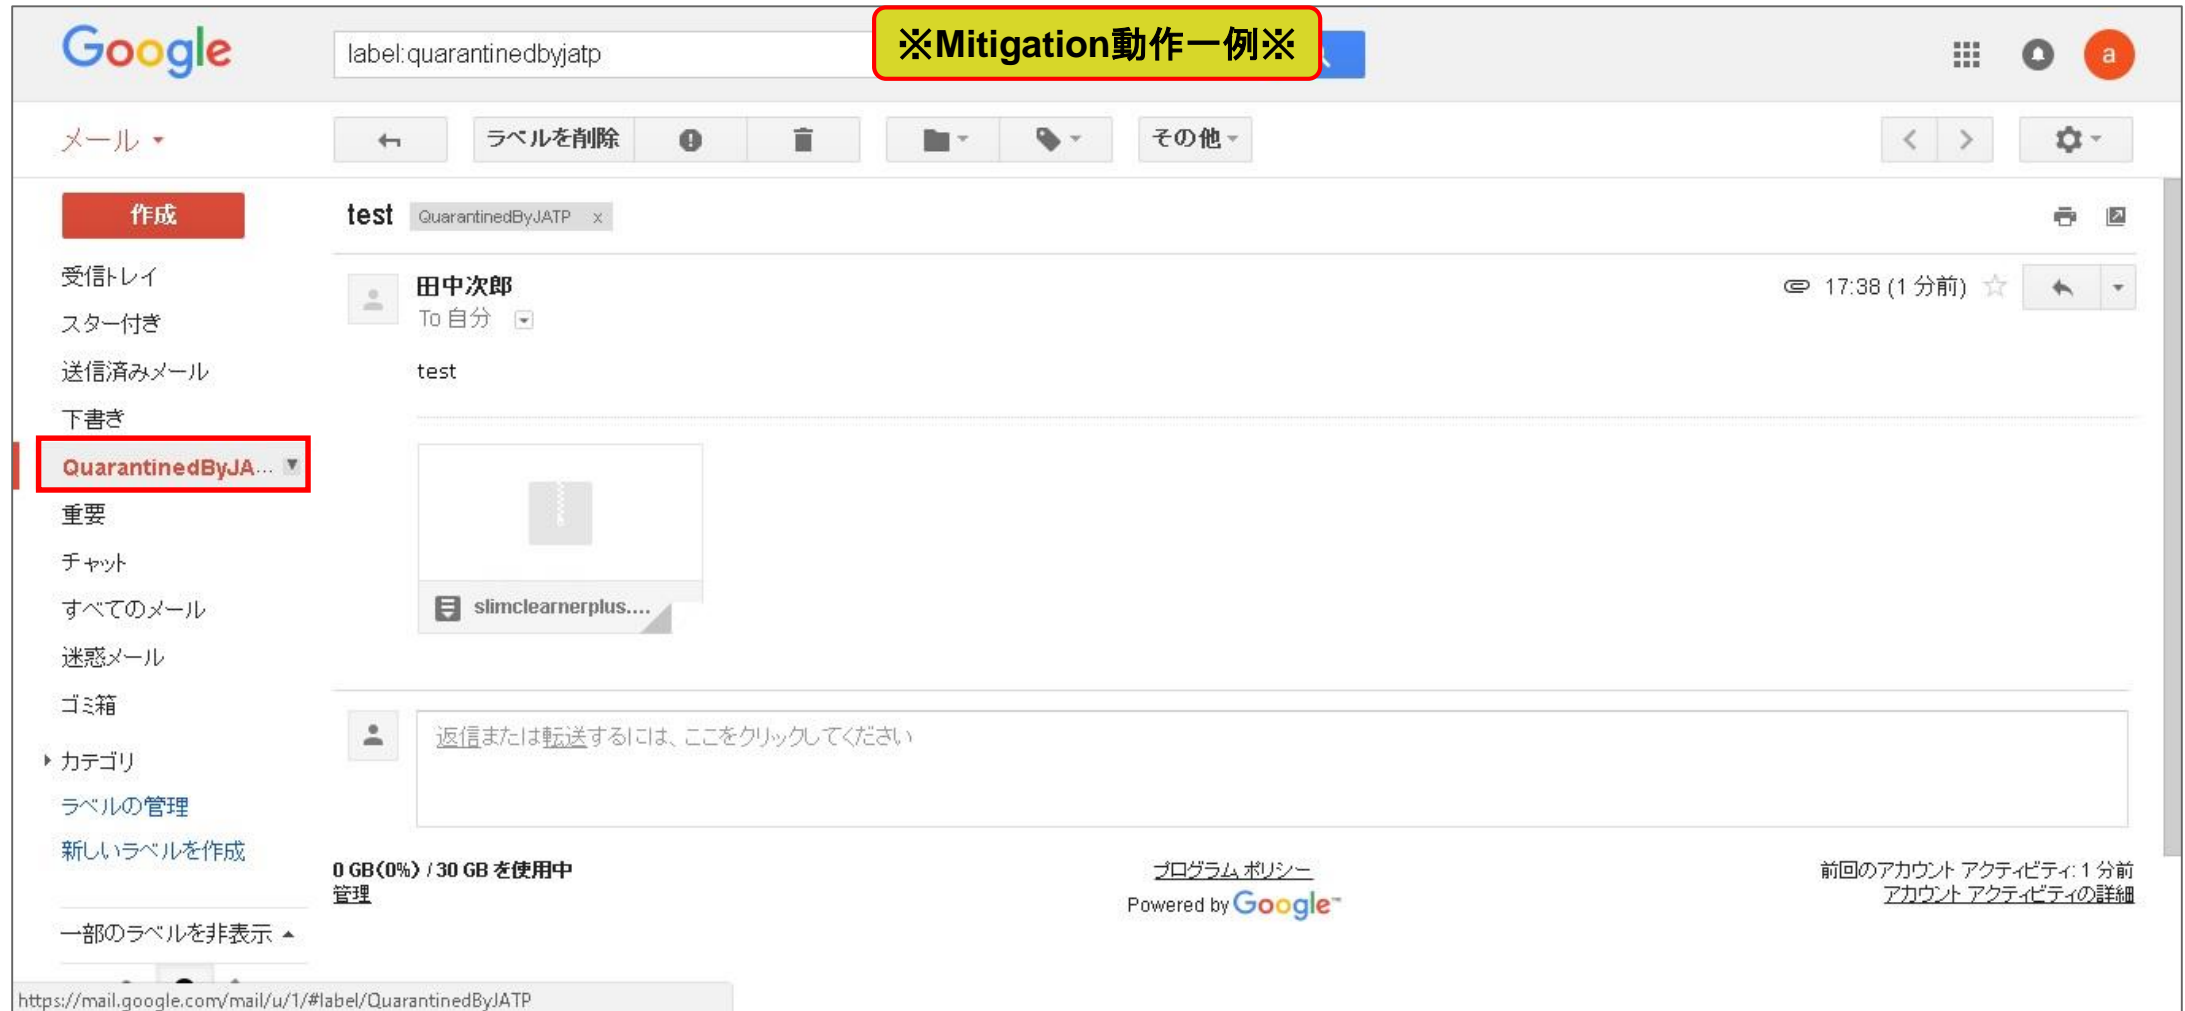 Google
label:quarantinedbyjatp
※Mitigation動作一例※
a
メール
ラベルを削除
その他
作成
test QuarantinedByJATP x
受信トレイ
スター付き
送信済みメール
下書き
QuarantinedByJA...
重要
チャット
すべてのメール
迷惑メール
ゴミ箱
カテゴリ
ラベルの管理
新しいラベルを作成
一部のラベルを非表示
田中次郎
To 自分
17:38 (1 分前)
test
slimclearnerplus....
返信または転送するには、ここをクリックしてください
0 GB(0%) / 30 GB を使用中
管理
プログラム ポリシー
Powered by Google™
前回のアカウント アクティビティ: 1 分前
アカウント アクティビティの詳細
https://mail.google.com/mail/u/1/#label/QuarantinedByJATP